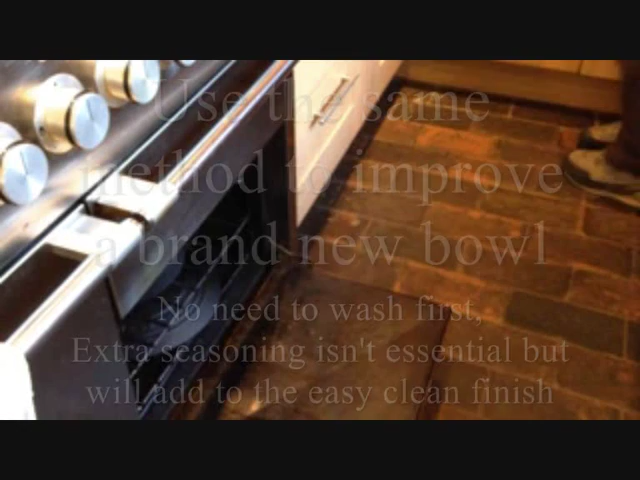 Use the same
method to improve
a brand new bowl
No need to wash first,
Extra seasoning isn't essential but
will add to the easy clean finish